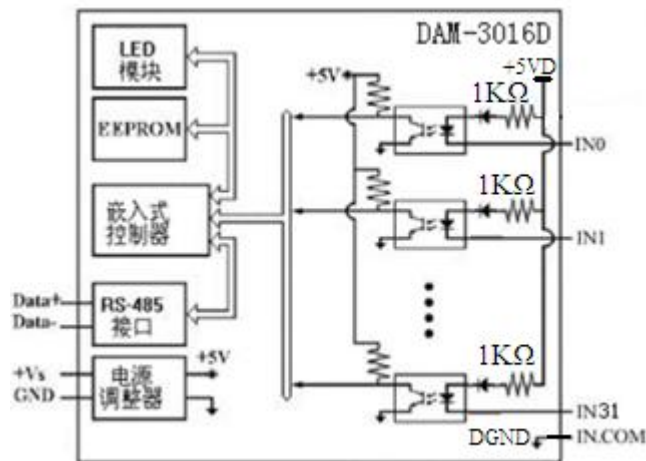 DAM-3016D
LED
模块
EEPROM
嵌入式
控制器
Data+
Data-
RS-485
接口
+Vs
GND
电源
调整器
+5V
+5V
+5VD
1KΩ
IN0
1KΩ
IN1
1KΩ
IN31
DGND
IN.COM